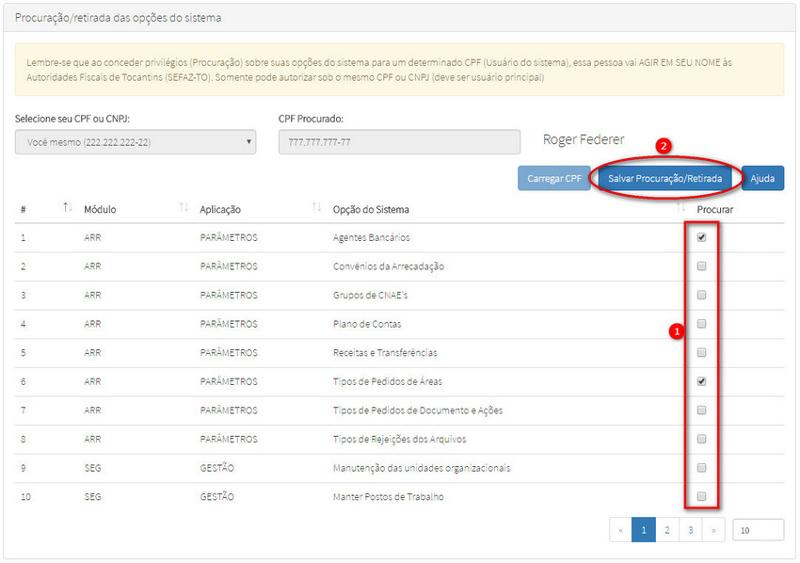 Procuração/retirada das opções do sistema
Lembre-se que ao conceder privilégios (Procuração) sobre suas opções do sistema para um determinado CPF (Usuário do sistema), essa pessoa vai AGIR EM SEU NOME às
Autoridades Fiscais de Tocantins (SEFAZ-TO). Somente pode autorizar sob o mesmo CPF ou CNPJ (deve ser usuário principal)
Selecione seu CPF ou CNPJ: CPF Procurado:
Você mesmo (222.222.222-22) 777.777.777-77 Roger Federer
2
Carregar CPF Salvar Procuração/Retirada Ajuda
# Módulo Aplicação Opção do Sistema Procurar
1 ARR PARÂMETROS Agentes Bancários
2 ARR PARÂMETROS Convênios da Arrecadação
3 ARR PARÂMETROS Grupos de CNAE's
4 ARR PARÂMETROS Plano de Contas
1
5 ARR PARÂMETROS Receitas e Transferências
6 ARR PARÂMETROS Tipos de Pedidos de Áreas
7 ARR PARÂMETROS Tipos de Pedidos de Documento e Ações
8 ARR PARÂMETROS Tipos de Rejeições dos Arquivos
9 SEG GESTÃO Manutenção das unidades organizacionais
10 SEG GESTÃO Manter Postos de Trabalho
« 1 2 3 » 10